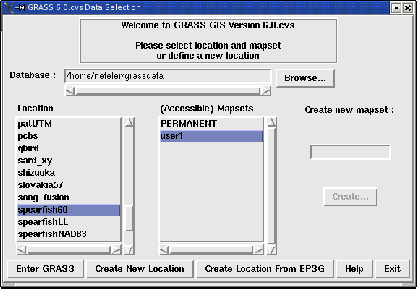 GRASS 6.0.cvs Data Selection
Welcome to GRASS GIS Version 6.0.cvs
Please select location and mapset
or define a new location
Database : /home/neteler/grassdata Browse...
Location (Accessible) Mapsets Create new mapset :
patUTM PERMANENT
pcbs user1
qbird
sard_xy
shizuoka
slovakia57
song_fusion Create...
spearfish60
spearfishLL
spearfishNAD83
Enter GRASS Create New Location Create Location From EPSG Help Exit